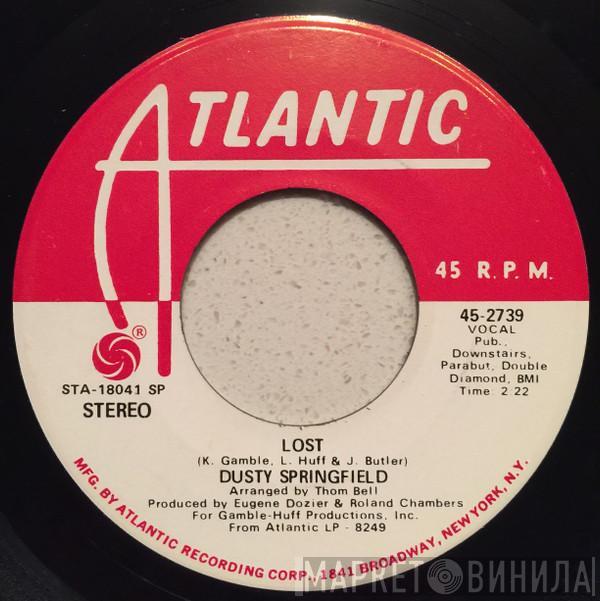 ATLANTIC
45 R.P.M.
®
45-2739
VOCAL
Pub.,
Downstairs,
Parabut, Double
Diamond, BMI
Time: 2:22
STA-18041 SP
STEREO
LOST
(K. Gamble, L. Huff & J. Butler)
DUSTY SPRINGFIELD
Arranged by Thom Bell
Produced by Eugene Dozier & Roland Chambers
For Gamble-Huff Productions, Inc.
From Atlantic LP - 8249
MFG. BY ATLANTIC RECORDING CORP., 1841 BROADWAY, NEW YORK, N.Y.
МАРКЕТ ВИНИЛА